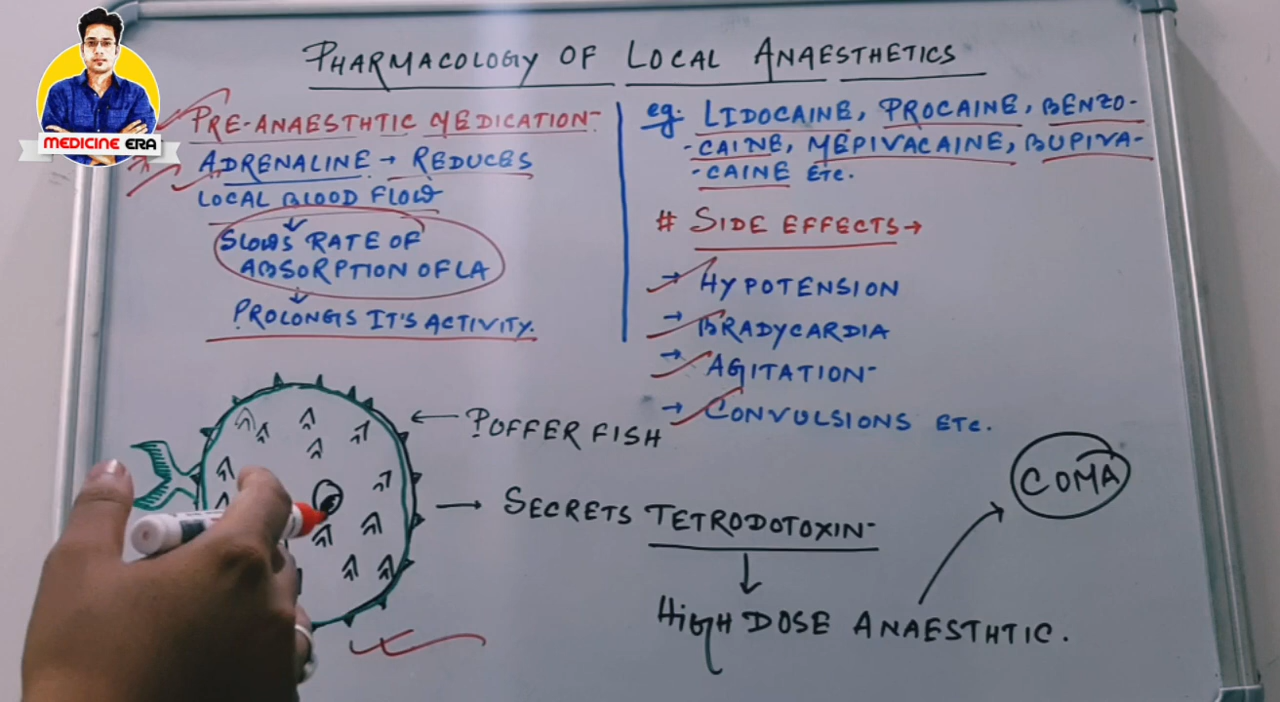 MEDICINE ERA
PHARMACOLOGY OF LOCAL ANAESTHETICS
PRE-ANAESTHTIC MEDICATION-
ADRENALINE → REDUCES
LOCAL BLOOD FLOW
↓
SLOWS RATE OF
ABSORPTION OF LA
↓
PROLONGS IT'S ACTIVITY.
eg. LIDOCAINE, PROCAINE, BENZO-
-CAINE, MEPIVACAINE, BUPIVA-
-CAINE ETC.
# SIDE EFFECTS →
→ HYPOTENSION
→ BRADYCARDIA
→ AGITATION-
→ CONVULSIONS ETC.
← POFFER FISH
→ SECRETS TETRODOTOXIN-
↓
HIGH DOSE ANAESTHTIC.
COMA